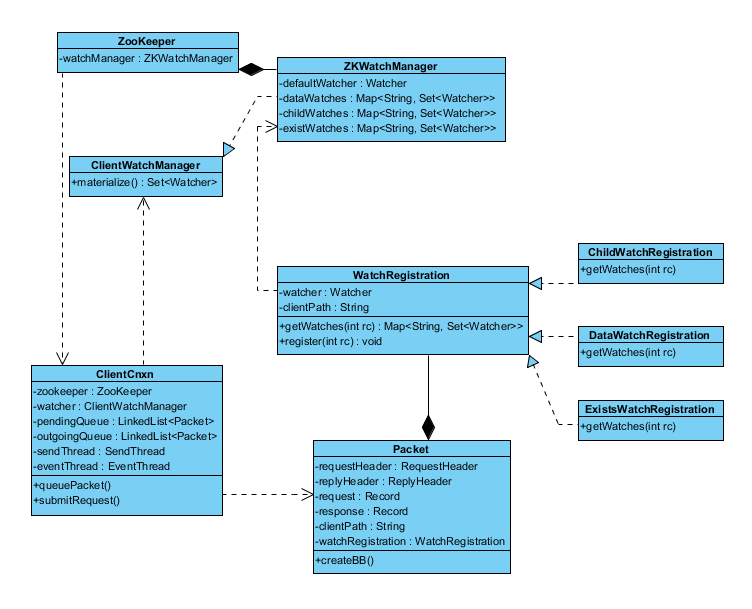 ZooKeeper
-watchManager : ZKWatchManager
ZKWatchManager
-defaultWatcher : Watcher
-dataWatches : Map<String, Set<Watcher>>
-childWatches : Map<String, Set<Watcher>>
-existWatches : Map<String, Set<Watcher>>
ClientWatchManager
+materialize() : Set<Watcher>
WatchRegistration
-watcher : Watcher
-clientPath : String
+getWatches(int rc) : Map<String, Set<Watcher>>
+register(int rc) : void
ChildWatchRegistration
+getWatches(int rc)
DataWatchRegistration
+getWatches(int rc)
ExistsWatchRegistration
+getWatches(int rc)
ClientCnxn
-zookeeper : ZooKeeper
-watcher : ClientWatchManager
-pendingQueue : LinkedList<Packet>
-outgoingQueue : LinkedList<Packet>
-sendThread : SendThread
-eventThread : EventThread
+queuePacket()
+submitRequest()
Packet
-requestHeader : RequestHeader
-replyHeader : ReplyHeader
-request : Record
-response : Record
-clientPath : String
-watchRegistration : WatchRegistration
+createBB()